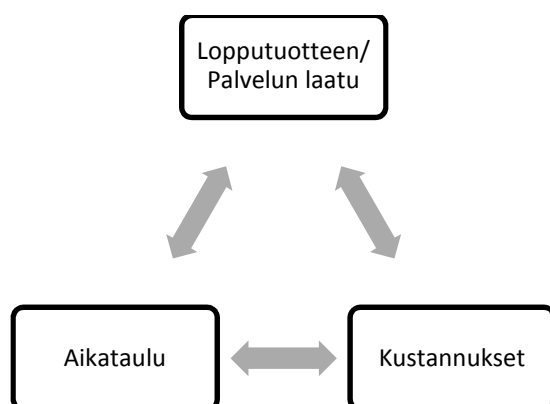 Lopputuotteen/
Palvelun laatu
Aikataulu
Kustannukset